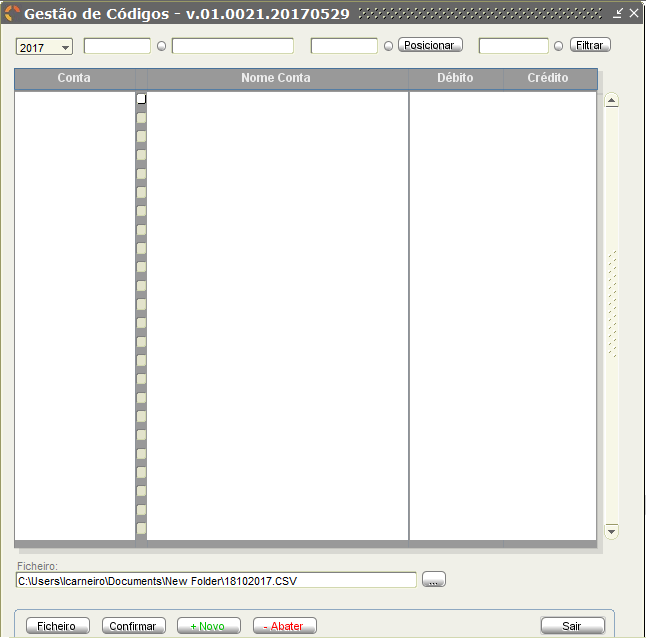 Gestão de Códigos - v.01.0021.20170529
2017 Posicionar Filtrar
Conta Nome Conta Débito Crédito
Ficheiro:
C:\Users\lcarneiro\Documents\New Folder\18102017.CSV ...
Ficheiro Confirmar + Novo - Abater Sair